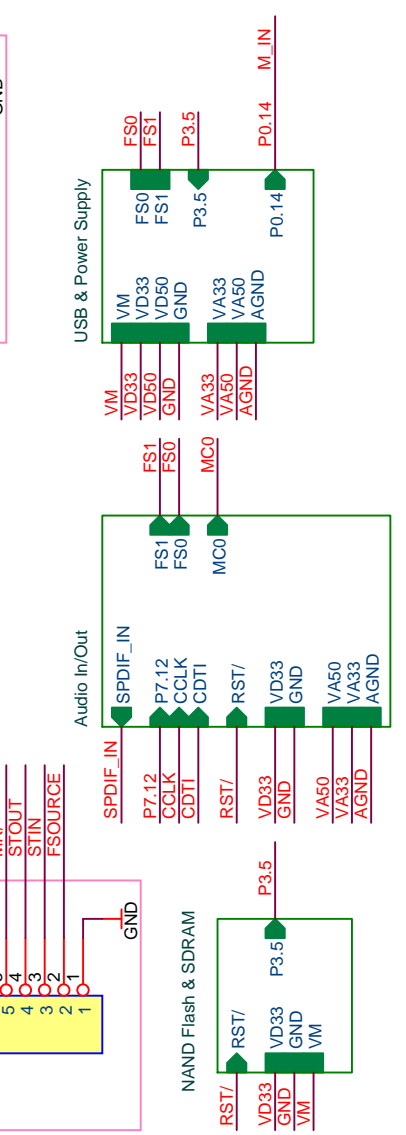 5
STOUT
4
4
STIN
3
3
FSOURCE
2
2
1
1
GND
GND
NAND Flash & SDRAM
RST/
RST/
VD33
VD33
GND
GND
VM
VM
P3.5
P3.5
Audio In/Out
SPDIF_IN
SPDIF_IN
P7.12
P7.12
CCLK
CCLK
CDTI
CDTI
RST/
RST/
VD33
VD33
GND
GND
VA50
VA50
VA33
VA33
AGND
AGND
FS1
FS1
FS0
FS0
MC0
MC0
USB & Power Supply
VM
VM
VD33
VD33
VD50
VD50
GND
GND
VA33
VA33
VA50
VA50
AGND
AGND
FS0
FS0
FS1
FS1
P3.5
P3.5
P0.14
P0.14
M_IN